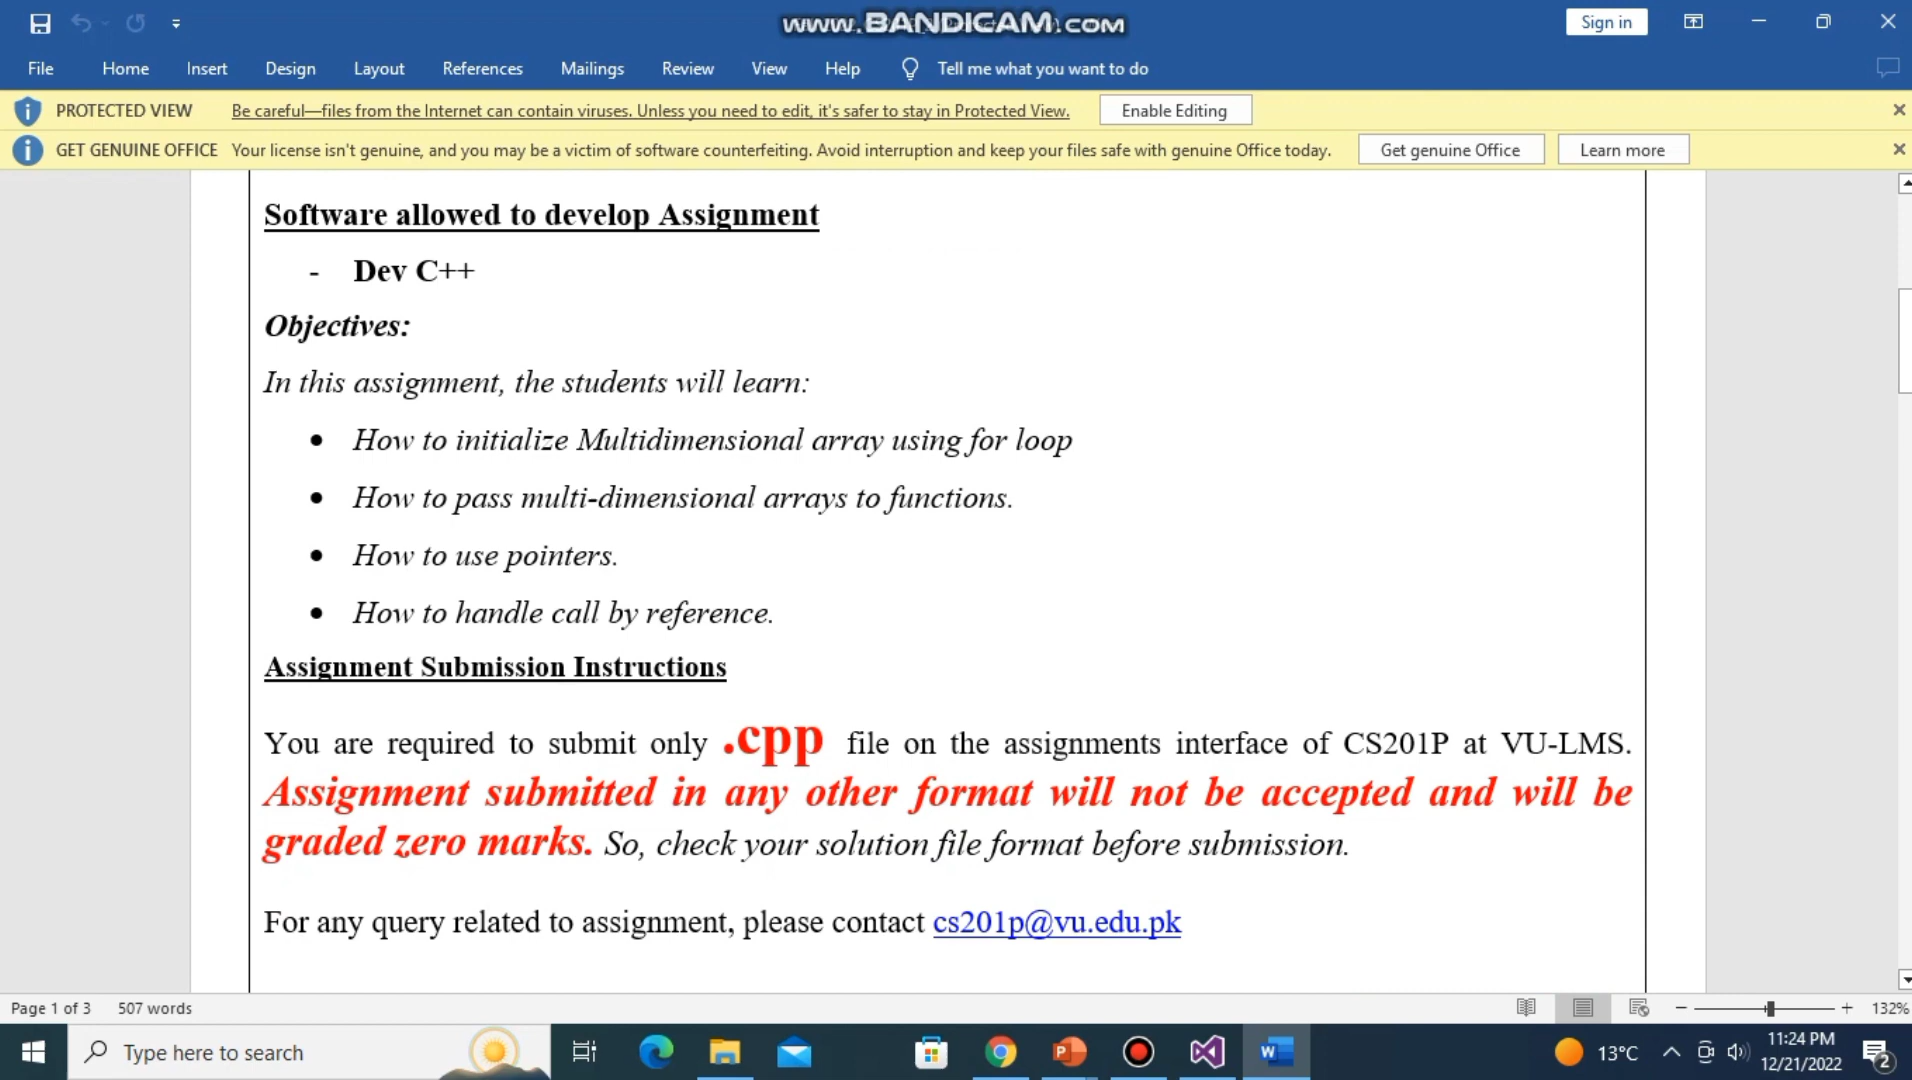 www.BANDICAM.com
Sign in
File Home Insert Design Layout References Mailings Review View Help Tell me what you want to do
PROTECTED VIEW Be careful—files from the Internet can contain viruses. Unless you need to edit, it's safer to stay in Protected View. Enable Editing
GET GENUINE OFFICE Your license isn't genuine, and you may be a victim of software counterfeiting. Avoid interruption and keep your files safe with genuine Office today. Get genuine Office Learn more
Software allowed to develop Assignment
- Dev C++
Objectives:
In this assignment, the students will learn:
• How to initialize Multidimensional array using for loop
• How to pass multi-dimensional arrays to functions.
• How to use pointers.
• How to handle call by reference.
Assignment Submission Instructions
You are required to submit only .cpp file on the assignments interface of CS201P at VU-LMS.
Assignment submitted in any other format will not be accepted and will be
graded zero marks. So, check your solution file format before submission.
For any query related to assignment, please contact cs201p@vu.edu.pk
Page 1 of 3 507 words 132%
Type here to search 13°C 11:24 PM
12/21/2022 2